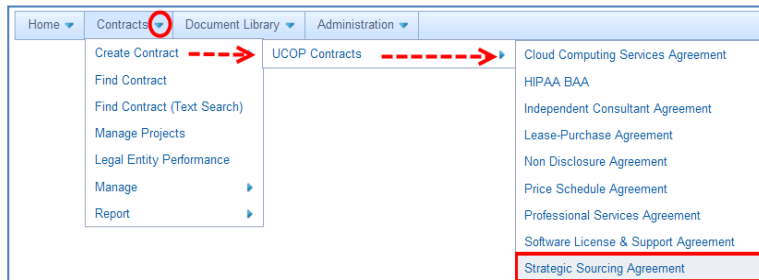 Home Contracts Document Library Administration
Create Contract UCOP Contracts Cloud Computing Services Agreement
Find Contract HIPAA BAA
Find Contract (Text Search) Independent Consultant Agreement
Manage Projects Lease-Purchase Agreement
Legal Entity Performance Non Disclosure Agreement
Manage Price Schedule Agreement
Report Professional Services Agreement
Software License & Support Agreement
Strategic Sourcing Agreement